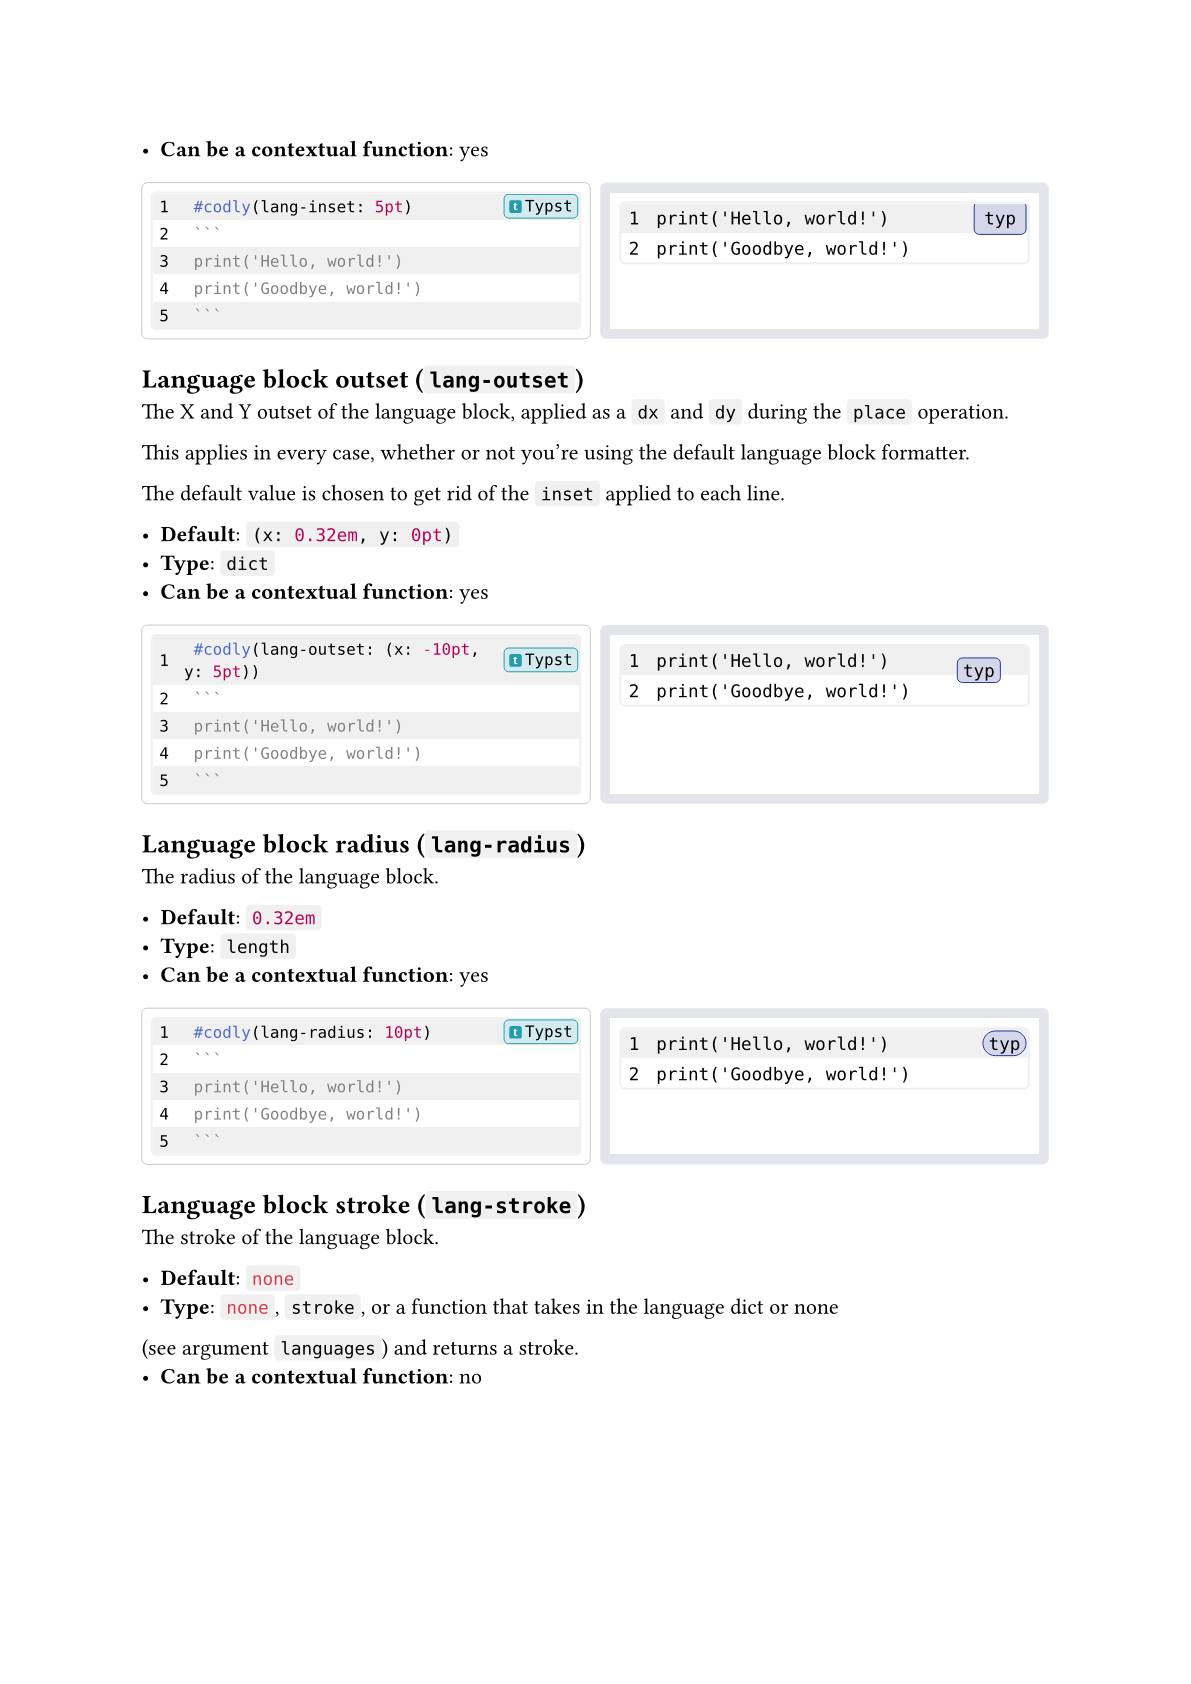 • Can be a contextual function: yes
1 #codly(lang-inset: 5pt) t Typst
2 ```
3 print('Hello, world!')
4 print('Goodbye, world!')
5 ```
1 print('Hello, world!') typ
2 print('Goodbye, world!')
Language block outset ( lang-outset )
The X and Y outset of the language block, applied as a dx and dy during the place operation.
This applies in every case, whether or not you’re using the default language block formatter.
The default value is chosen to get rid of the inset applied to each line.
• Default: (x: 0.32em, y: 0pt)
• Type: dict
• Can be a contextual function: yes
1 #codly(lang-outset: (x: -10pt, t Typst
y: 5pt))
2 ```
3 print('Hello, world!')
4 print('Goodbye, world!')
5 ```
1 print('Hello, world!') typ
2 print('Goodbye, world!')
Language block radius ( lang-radius )
The radius of the language block.
• Default: 0.32em
• Type: length
• Can be a contextual function: yes
1 #codly(lang-radius: 10pt) t Typst
2 ```
3 print('Hello, world!')
4 print('Goodbye, world!')
5 ```
1 print('Hello, world!') typ
2 print('Goodbye, world!')
Language block stroke ( lang-stroke )
The stroke of the language block.
• Default: none
• Type: none , stroke , or a function that takes in the language dict or none
(see argument languages ) and returns a stroke.
• Can be a contextual function: no